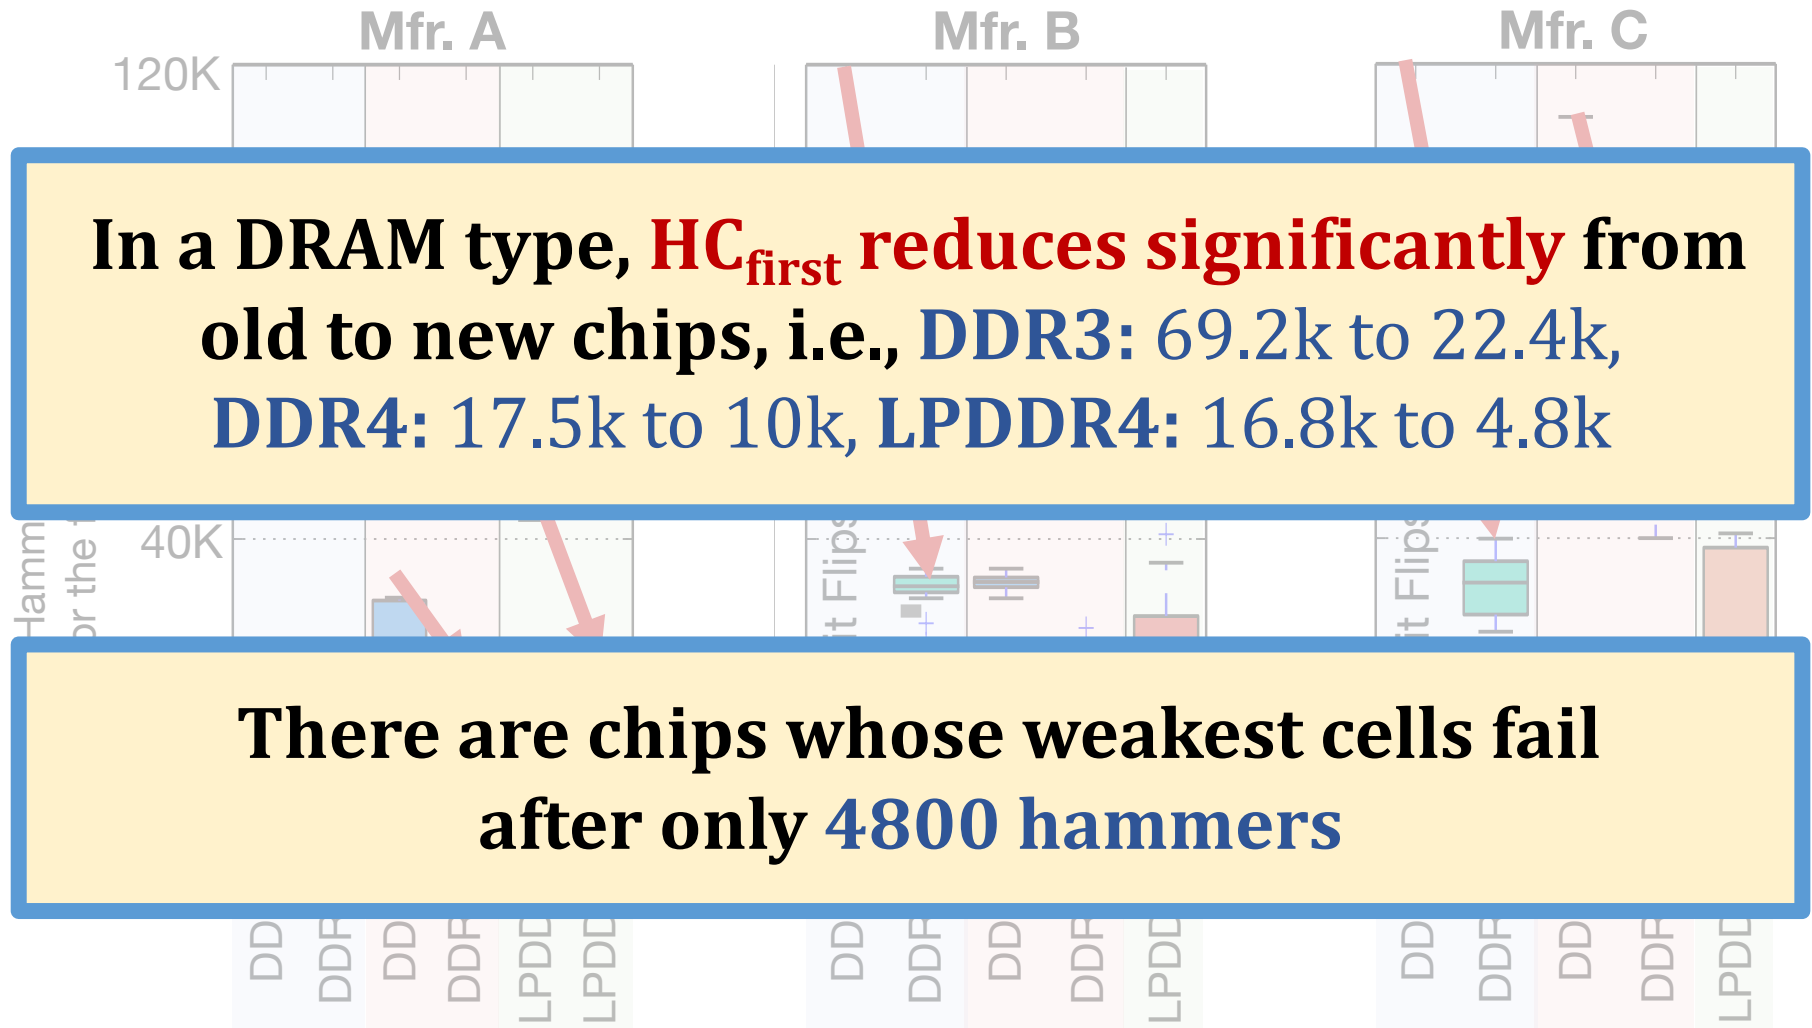 Mfr. A
Mfr. B
Mfr. C
120K
In a DRAM type, HCfirst reduces significantly from
old to new chips, i.e., DDR3: 69.2k to 22.4k,
DDR4: 17.5k to 10k, LPDDR4: 16.8k to 4.8k
40K
There are chips whose weakest cells fail
after only 4800 hammers